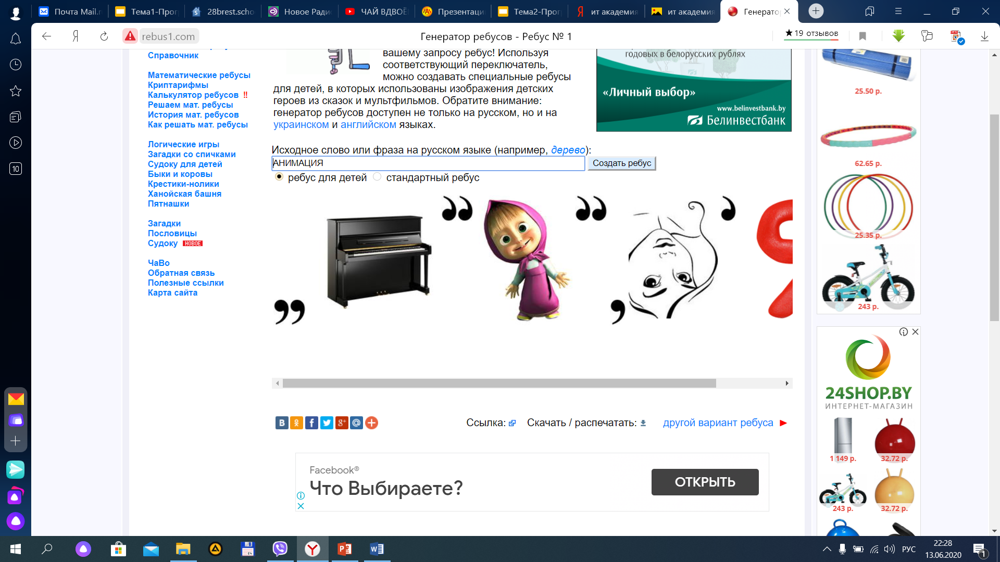 Почта Mail.r
Тема1-Прог
28brest.scho
Новое Ради
ЧАЙ ВДВОЁ
Презентаци
Тема2-Прог
ит академия
ит академия
Генерато
rebus1.com
Генератор ребусов - Ребус № 1
★19 отзывов
Справочник
Математические ребусы
Криптарифмы
Калькулятор ребусов !!
Решаем мат. ребусы
История мат. ребусов
Как решать мат. ребусы
Логические игры
Загадки со спичками
Судоку для детей
Быки и коровы
Крестики-нолики
Ханойская башня
Пятнашки
Загадки
Пословицы
Судоку НОВОЕ
ЧаВо
Обратная связь
Полезные ссылки
Карта сайта
вашему запросу ребус! Используя
соответствующий переключатель,
можно создавать специальные ребусы
для детей, в которых использованы изображения детских
героев из сказок и мультфильмов. Обратите внимание:
генератор ребусов доступен не только на русском, но и на
украинском и английском языках.
годовых в белорусских рублях
«Личный выбор»
www.belinvestbank.by
Белинвестбанк
Исходное слово или фраза на русском языке (например, дерево):
АНИМАЦИЯ
Создать ребус
ребус для детей стандартный ребус
,, ,, ,, , , Я
Ссылка: Скачать / распечатать: другой вариант ребуса
Facebook®
Что Выбираете?
ОТКРЫТЬ
25.50 р.
62.65 р.
25.35 р.
243 р.
24SHOP.BY
ИНТЕРНЕТ-МАГАЗИН
1 149 р. 32.72 р.
243 р. 32.72 р.
10
64
РУС
22:28
13.06.2020
1